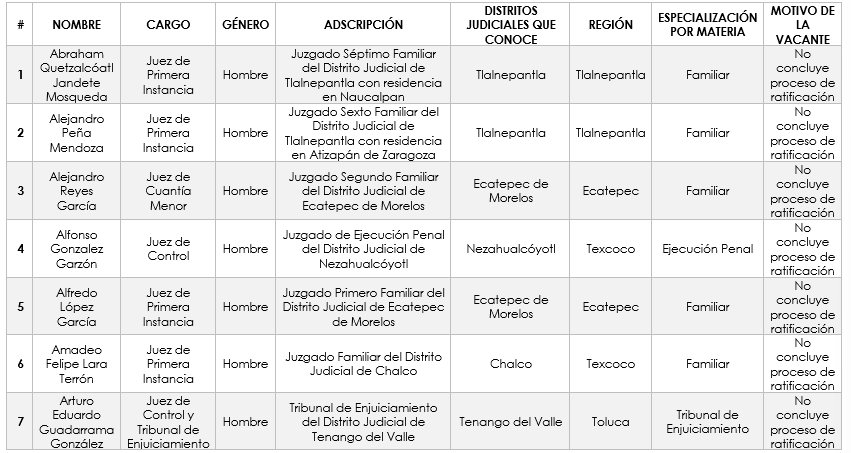 #
NOMBRE
CARGO
GÉNERO
ADSCRIPCIÓN
DISTRITOS
JUDICIALES QUE
CONOCE
REGIÓN
ESPECIALIZACIÓN
POR MATERIA
MOTIVO DE
LA
VACANTE
1
Abraham
Quetzalcóatl
Jandete
Mosqueda
Juez de
Primera
Instancia
Hombre
Juzgado Séptimo Familiar
del Distrito Judicial de
Tlalnepantla con residencia
en Naucalpan
Tlalnepantla
Tlalnepantla
Familiar
No
concluye
proceso de
ratificación
2
Alejandro
Peña
Mendoza
Juez de
Primera
Instancia
Hombre
Juzgado Sexto Familiar del
Distrito Judicial de
Tlalnepantla con residencia
en Atizapán de Zaragoza
Tlalnepantla
Tlalnepantla
Familiar
No
concluye
proceso de
ratificación
3
Alejandro
Reyes
García
Juez de
Cuantía
Menor
Hombre
Juzgado Segundo Familiar
del Distrito Judicial de
Ecatepec de Morelos
Ecatepec de
Morelos
Ecatepec
Familiar
No
concluye
proceso de
ratificación
4
Alfonso
Gonzalez
Garzón
Juez de
Control
Hombre
Juzgado de Ejecución Penal
del Distrito Judicial de
Nezahualcóyotl
Nezahualcóyotl
Texcoco
Ejecución Penal
No
concluye
proceso de
ratificación
5
Alfredo
López
García
Juez de
Primera
Instancia
Hombre
Juzgado Primero Familiar del
Distrito Judicial de Ecatepec
de Morelos
Ecatepec de
Morelos
Ecatepec
Familiar
No
concluye
proceso de
ratificación
6
Amadeo
Felipe Lara
Terrón
Juez de
Primera
Instancia
Hombre
Juzgado Familiar del Distrito
Judicial de Chalco
Chalco
Texcoco
Familiar
No
concluye
proceso de
ratificación
7
Arturo
Eduardo
Guadarrama
González
Juez de
Control y
Tribunal de
Enjuiciamiento
Hombre
Tribunal de Enjuiciamiento
del Distrito Judicial de
Tenango del Valle
Tenango del Valle
Toluca
Tribunal de
Enjuiciamiento
No
concluye
proceso de
ratificación